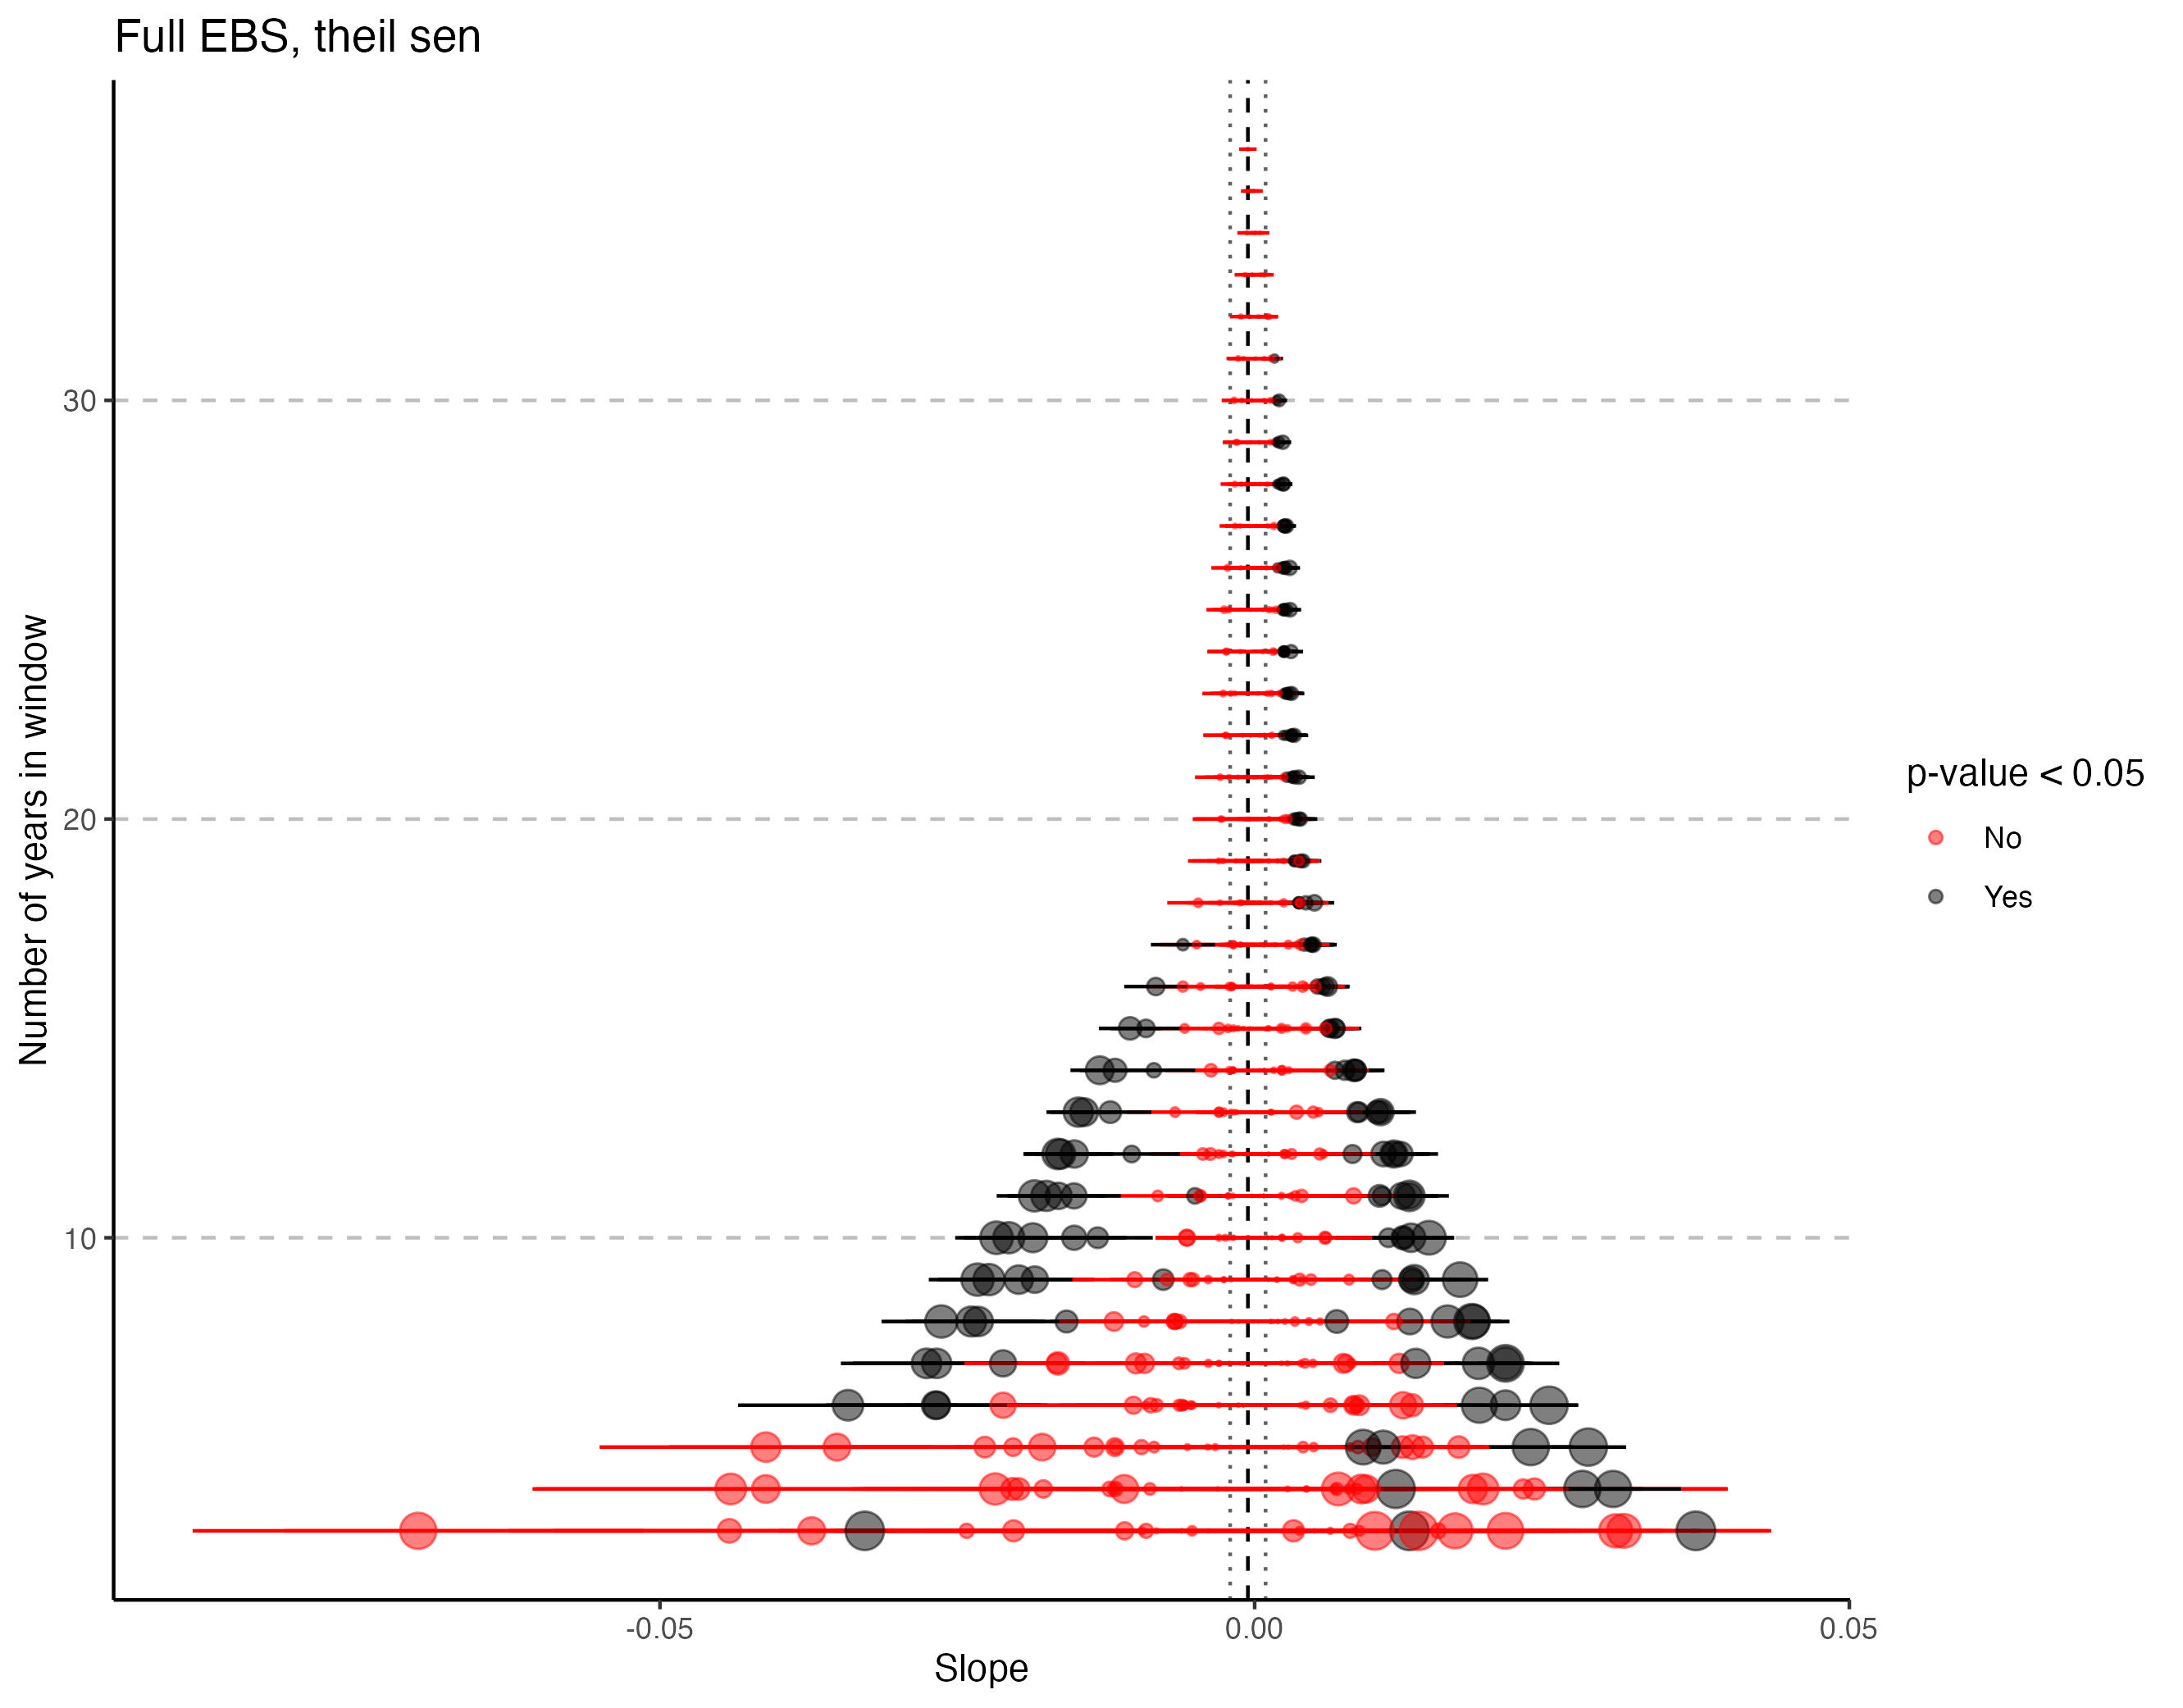 Full EBS, theil sen
Number of years in window
30
20
10
-0.05
0.00
0.05
Slope
p-value < 0.05
No
Yes